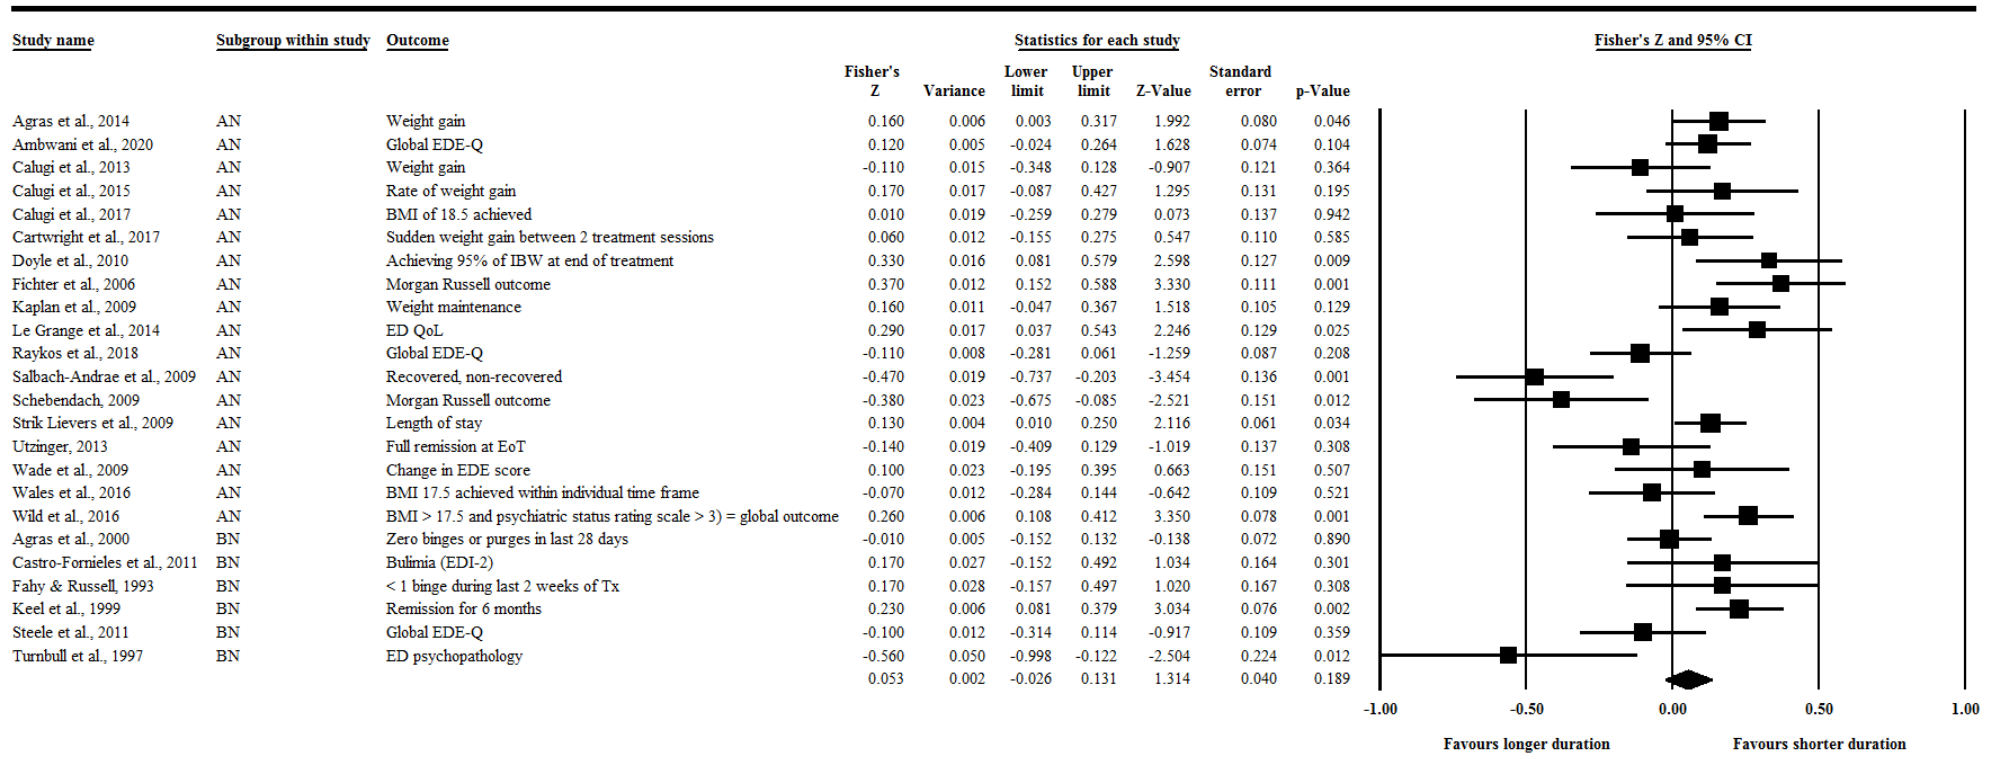 Study name Subgroup within study Outcome Statistics for each study Fisher's Z and 95% CI
Fisher's Lower Upper Standard
Z Variance limit limit Z-Value error p-Value
Agras et al., 2014 AN Weight gain 0.160 0.006 0.003 0.317 1.992 0.080 0.046
Ambwani et al., 2020 AN Global EDE-Q 0.120 0.005 -0.024 0.264 1.628 0.074 0.104
Calugi et al., 2013 AN Weight gain -0.110 0.015 -0.348 0.128 -0.907 0.121 0.364
Calugi et al., 2015 AN Rate of weight gain 0.170 0.017 -0.087 0.427 1.295 0.131 0.195
Calugi et al., 2017 AN BMI of 18.5 achieved 0.010 0.019 -0.259 0.279 0.073 0.137 0.942
Cartwright et al., 2017 AN Sudden weight gain between 2 treatment sessions 0.060 0.012 -0.155 0.275 0.547 0.110 0.585
Doyle et al., 2010 AN Achieving 95% of IBW at end of treatment 0.330 0.016 0.081 0.579 2.598 0.127 0.009
Fichter et al., 2006 AN Morgan Russell outcome 0.370 0.012 0.152 0.588 3.330 0.111 0.001
Kaplan et al., 2009 AN Weight maintenance 0.160 0.011 -0.047 0.367 1.518 0.105 0.129
Le Grange et al., 2014 AN ED QoL 0.290 0.017 0.037 0.543 2.246 0.129 0.025
Raykos et al., 2018 AN Global EDE-Q -0.110 0.008 -0.281 0.061 -1.259 0.087 0.208
Salbach-Andrae et al., 2009 AN Recovered, non-recovered -0.470 0.019 -0.737 -0.203 -3.454 0.136 0.001
Schebendach, 2009 AN Morgan Russell outcome -0.380 0.023 -0.675 -0.085 -2.521 0.151 0.012
Strik Lievers et al., 2009 AN Length of stay 0.130 0.004 0.010 0.250 2.116 0.061 0.034
Utzinger, 2013 AN Full remission at EoT -0.140 0.019 -0.409 0.129 -1.019 0.137 0.308
Wade et al., 2009 AN Change in EDE score 0.100 0.023 -0.195 0.395 0.663 0.151 0.507
Wales et al., 2016 AN BMI 17.5 achieved within individual time frame -0.070 0.012 -0.284 0.144 -0.642 0.109 0.521
Wild et al., 2016 AN BMI > 17.5 and psychiatric status rating scale > 3) = global outcome 0.260 0.006 0.108 0.412 3.350 0.078 0.001
Agras et al., 2000 BN Zero binges or purges in last 28 days -0.010 0.005 -0.152 0.132 -0.138 0.072 0.890
Castro-Fornieles et al., 2011 BN Bulimia (EDI-2) 0.170 0.027 -0.152 0.492 1.034 0.164 0.301
Fahy & Russell, 1993 BN < 1 binge during last 2 weeks of Tx 0.170 0.028 -0.157 0.497 1.020 0.167 0.308
Keel et al., 1999 BN Remission for 6 months 0.230 0.006 0.081 0.379 3.034 0.076 0.002
Steele et al., 2011 BN Global EDE-Q -0.100 0.012 -0.314 0.114 -0.917 0.109 0.359
Turnbull et al., 1997 BN ED psychopathology -0.560 0.050 -0.998 -0.122 -2.504 0.224 0.012
0.053 0.002 -0.026 0.131 1.314 0.040 0.189
-1.00 -0.50 0.00 0.50 1.00
Favours longer duration Favours shorter duration